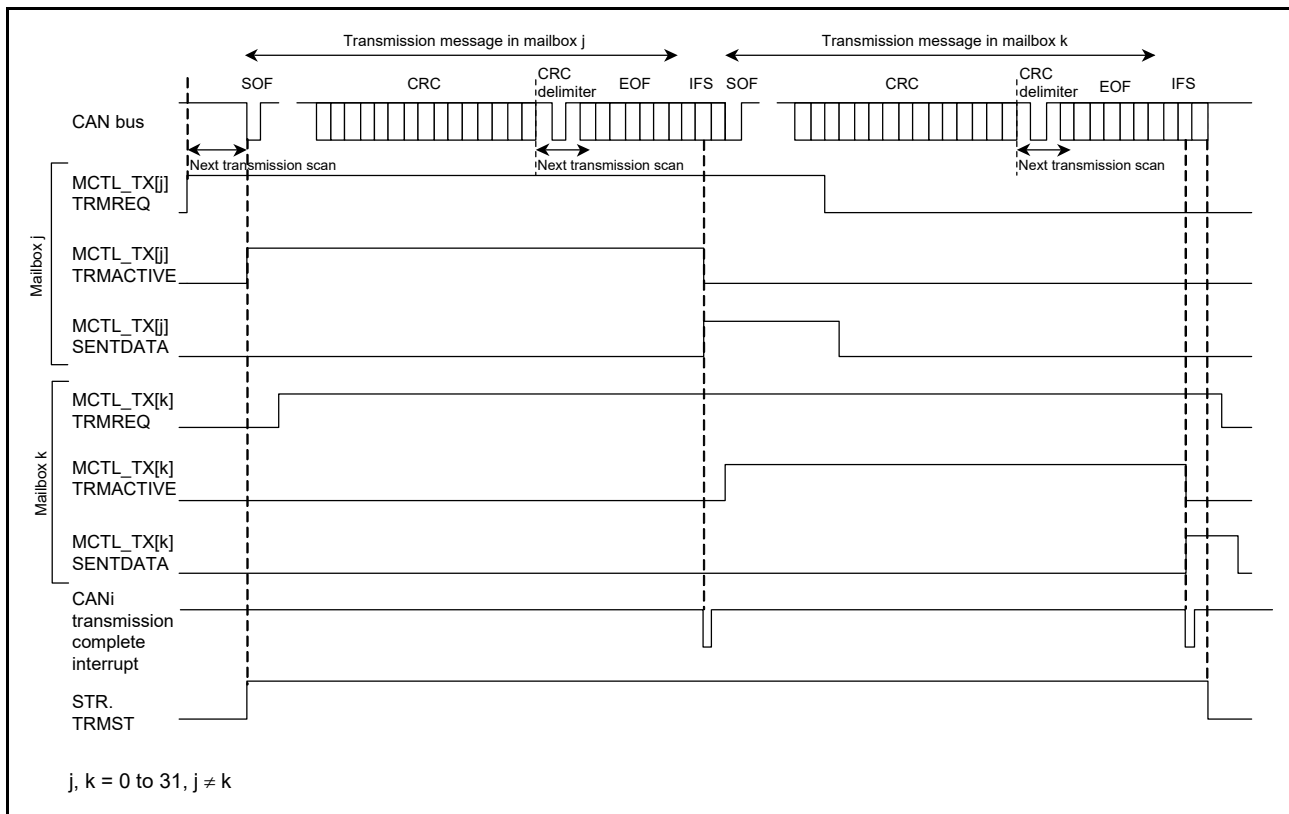 Transmission message in mailbox j
Transmission message in mailbox k
SOF
CRC
CRC
delimiter
EOF
IFS
SOF
CRC
CRC
delimiter
EOF
IFS
CAN bus
Next transmission scan
Next transmission scan
Next transmission scan
Mailbox j
MCTL_TX[j]
TRMREQ
MCTL_TX[j]
TRMACTIVE
MCTL_TX[j]
SENTDATA
Mailbox k
MCTL_TX[k]
TRMREQ
MCTL_TX[k]
TRMACTIVE
MCTL_TX[k]
SENTDATA
CANi
transmission
complete
interrupt
STR.
TRMST
j, k = 0 to 31, j ≠ k